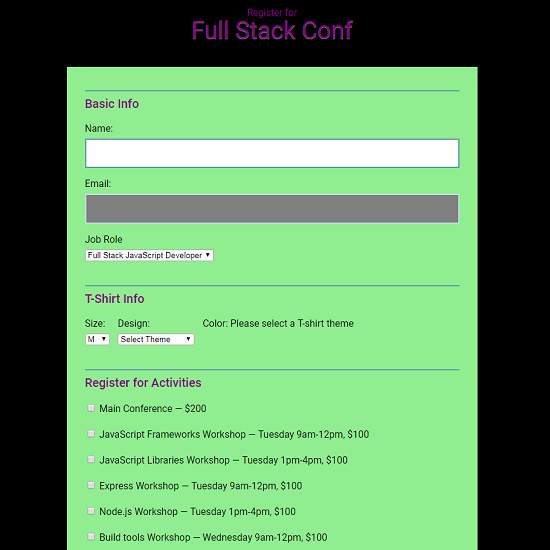 Register for
Full Stack Conf
Basic Info
Name:
Email:
Job Role
Full Stack JavaScript Developer
T-Shirt Info
Size: Design: Color: Please select a T-shirt theme
M Select Theme
Register for Activities
Main Conference — $200
JavaScript Frameworks Workshop — Tuesday 9am-12pm, $100
JavaScript Libraries Workshop — Tuesday 1pm-4pm, $100
Express Workshop — Tuesday 9am-12pm, $100
Node.js Workshop — Tuesday 1pm-4pm, $100
Build tools Workshop — Wednesday 9am-12pm, $100